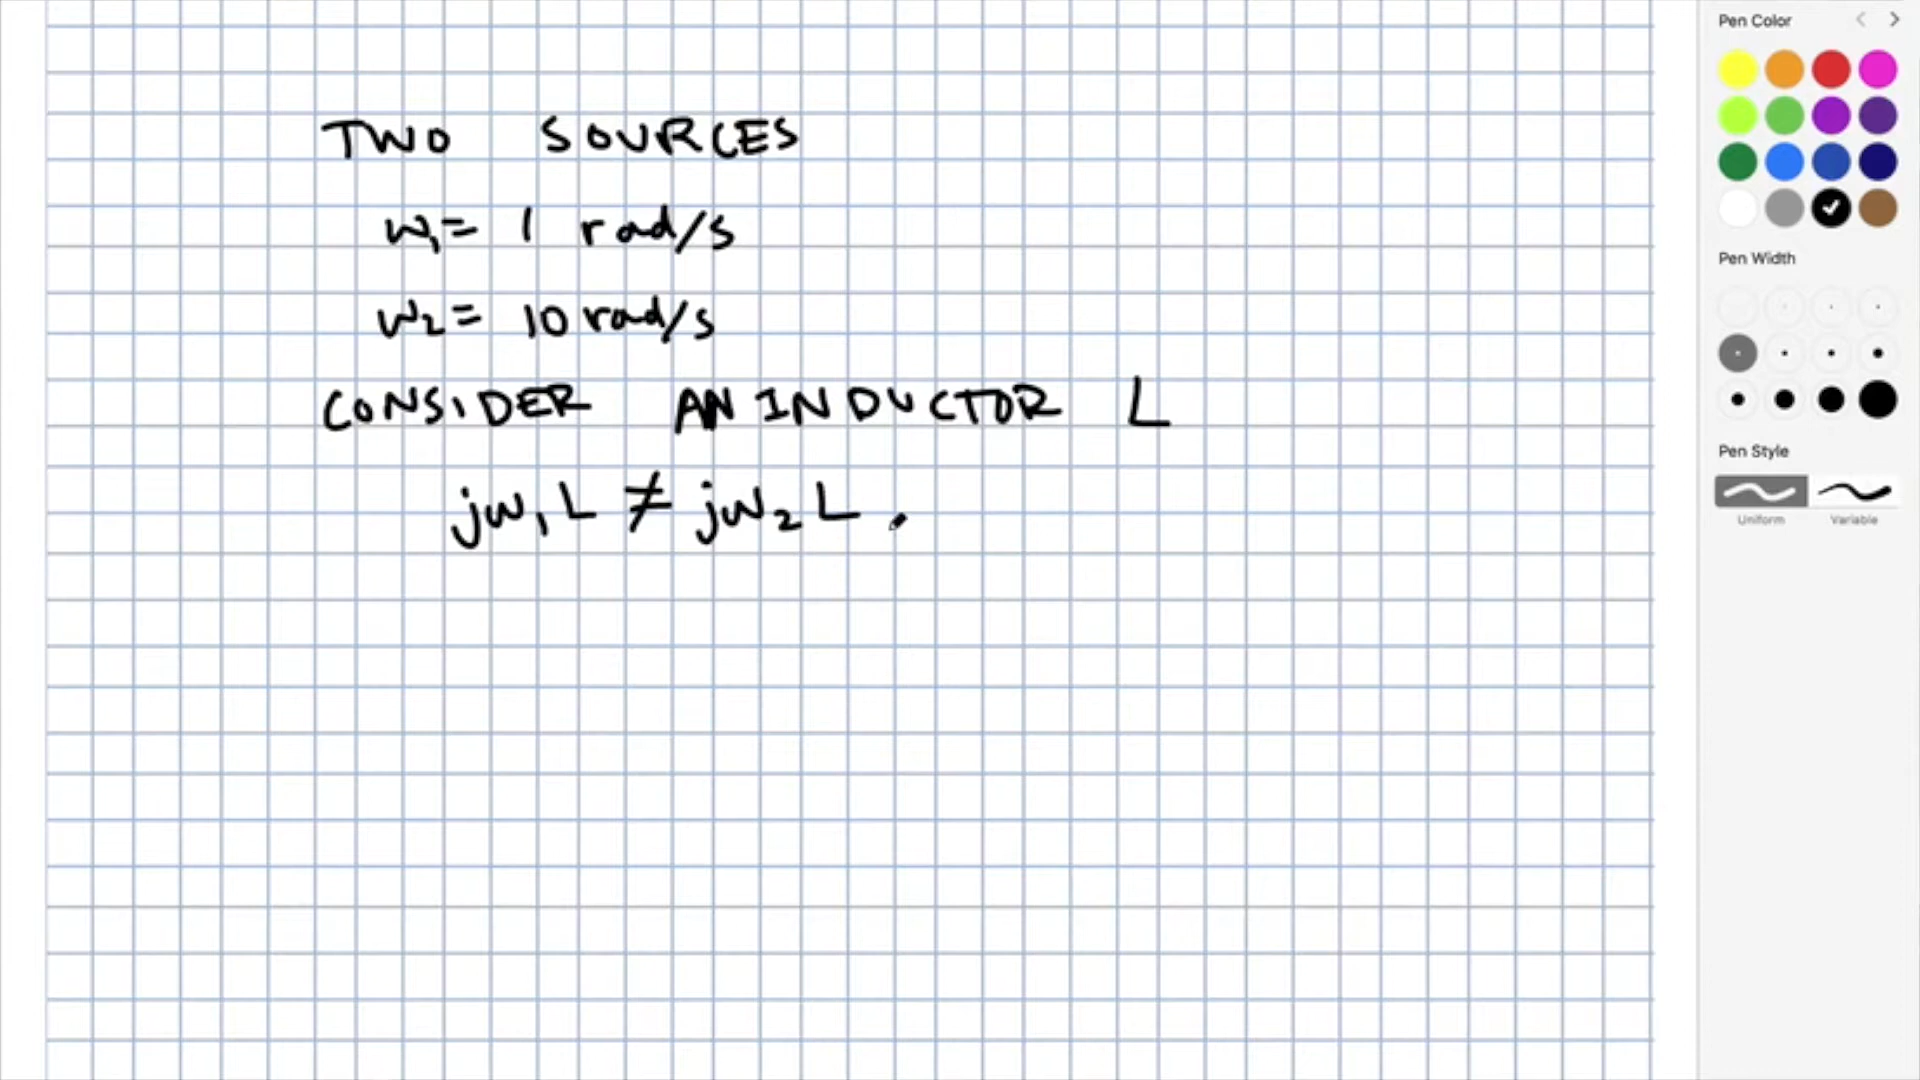 TWO SOURCES
w₁= 1 rad/s
w₂= 10 rad/s
CONSIDER AN INDUCTOR L
jw₁L ≠ jw₂L .
Pen Color
Pen Width
Pen Style
Uniform Variable